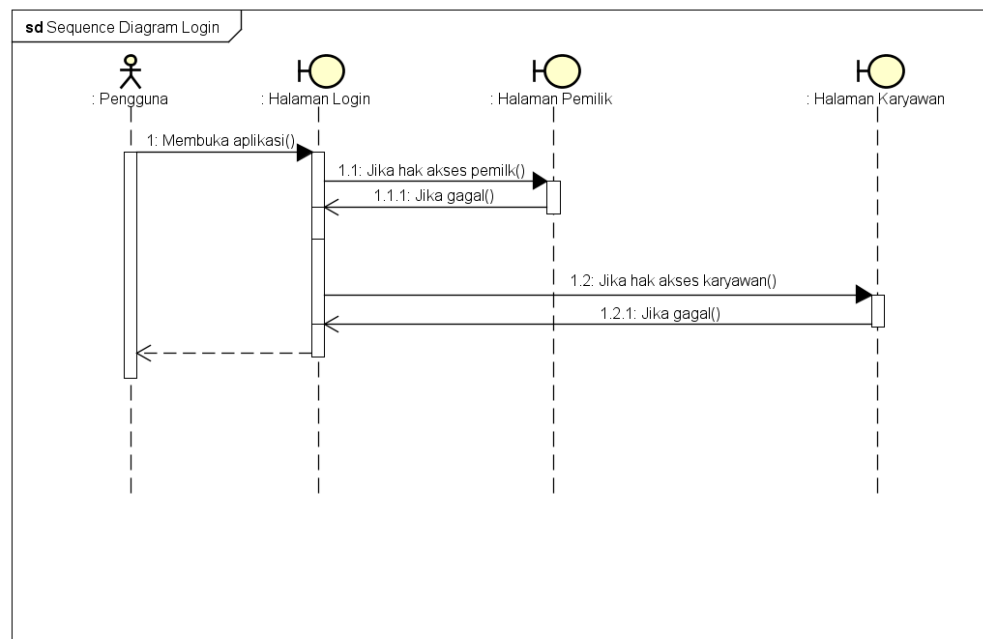 sd Sequence Diagram Login
: Pengguna
: Halaman Login
: Halaman Pemilik
: Halaman Karyawan
1: Membuka aplikasi()
1.1: Jika hak akses pemilk()
1.1.1: Jika gagal()
1.2: Jika hak akses karyawan()
1.2.1: Jika gagal()